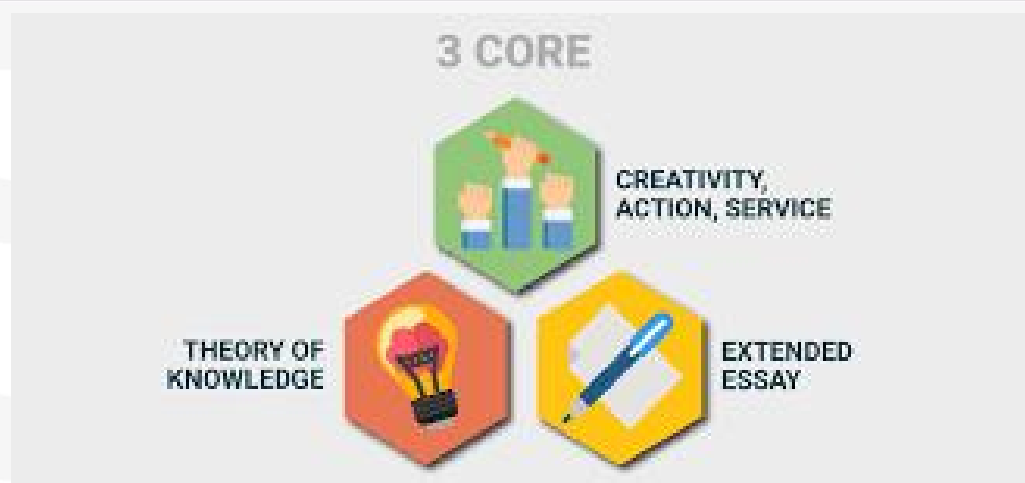 3 CORE
CREATIVITY,
ACTION, SERVICE
THEORY OF
KNOWLEDGE
EXTENDED
ESSAY